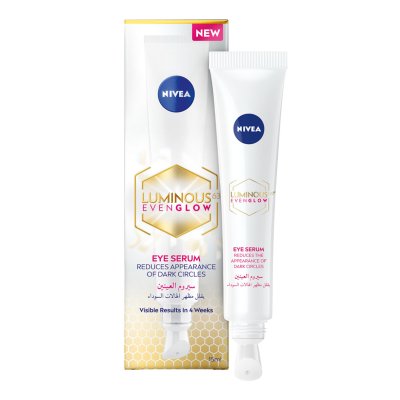 NEW
NIVEA
LUMINOUS630
EVENGLOW
EYE SERUM
REDUCES APPEARANCE
OF DARK CIRCLES
سيروم العينين
يقلل مظهر الهالات السوداء
Visible Results in 4 Weeks
15ml
NIVEA
LUMINOUS
EVENGLOW
EYE SERUM
REDUCES THE
APPEARANCE OF
DARK CIRCLES
سيروم العينين
يقلل مظهر الهالات السوداء